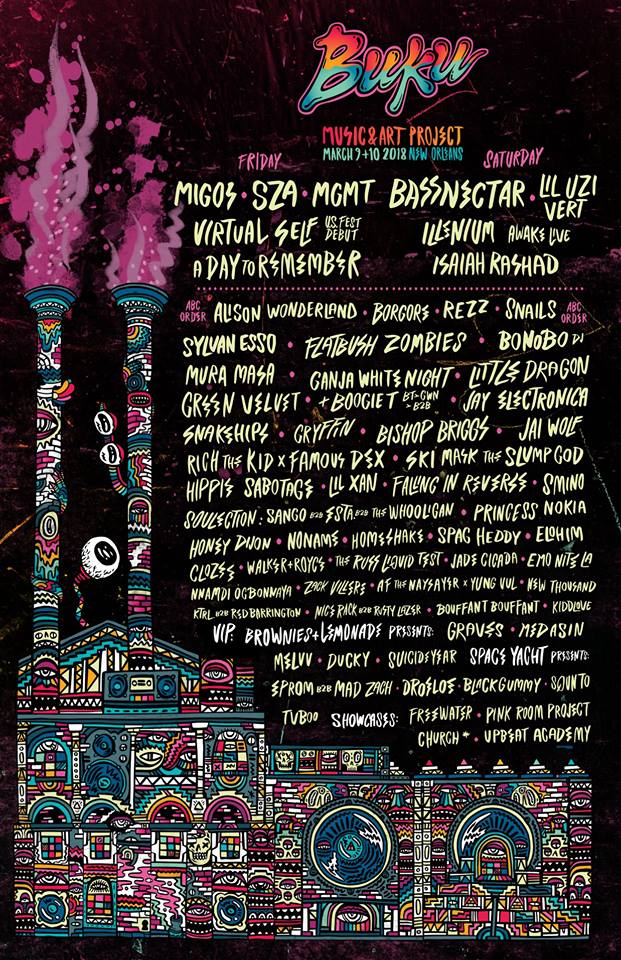 Buku
MUSIC & ART PROJECT
MARCH 9+10 2018 NEW ORLEANS
FRIDAY SATURDAY
MIGOS • SZA • MGMT BASSNECTAR • LIL UZI VERT
VIRTUAL SELF U.S. FEST DEBUT ILLENIUM AWAKE LIVE
A DAY TO REMEMBER ISAIAH RASHAD
ABC ORDER ALISON WONDERLAND • BORGORE • REZZ • SNAILS ABC ORDER
SYLVAN ESSO • FLATBUSH ZOMBIES • BONOBO DJ
MURA MASA • GANJA WHITE NIGHT • LITTLE DRAGON
GREEN VELVET • + BOOGIE T BT> GWN > B2B • JAY ELECTRONICA
SNAKEHIPS • GRYFFIN • BISHOP BRIGGS • JAI WOLF
RICH THE KID X FAMOUS DEX • SKI MASK THE SLUMP GOD
HIPPIE SABOTAGE • LIL XAN • FALLING IN REVERSE • SMINO
SOULECTION: SANGO B2B ESTA. B2B THE WHOOLIGAN • PRINCESS NOKIA
HONEY DIJON • NONAME • HOMESHAKE • SPAG HEDDY • ELOHIM
CLOZEE • WALKER+ROYCE • THE RUSS LIQUID TEST • JADE CICADA • EMO NITE LA
NNAMDI OGBONNAYA • ZACK VILLERE • AF THE NAYSAYER X YUNG VUL • NEW THOUSAND
KTRL B2B RED BARRINGTON • NICE RACK B2B RUSTY LAZER • BOUFFANT BOUFFANT • KIDDLOVE
VIP: BROWNIES+LEMONADE PRESENTS: GRAVES • MEDASIN
MELVV • DUCKY • SUICIDEYEAR SPACE YACHT PRESENTS:
EPROM B2B MAD ZACH • DROELOE • BLACKGUMMY • SQUNTO
TVBOO SHOWCASES: FREEWATER • PINK ROOM PROJECT
CHURCH* • UPBEAT ACADEMY